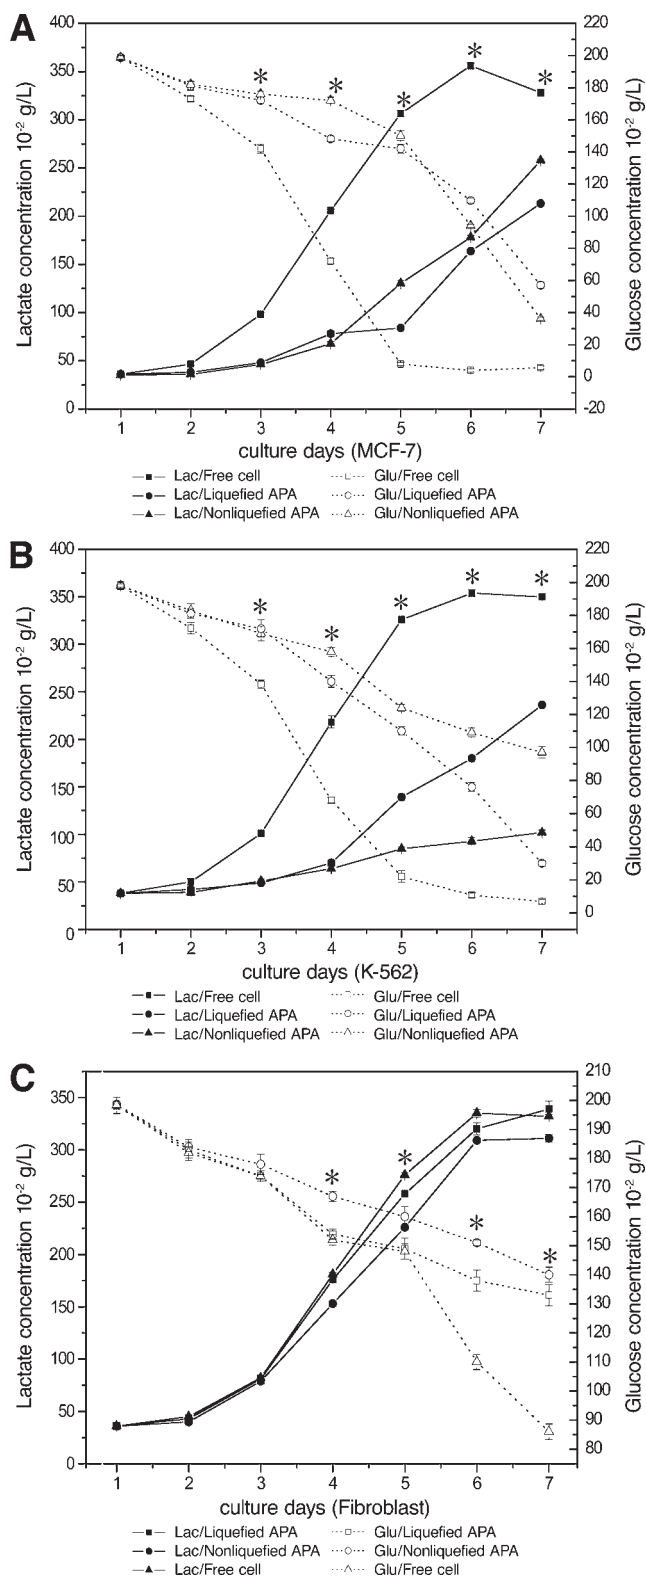 A
Lactate concentration 10⁻² g/L)
400
350
300
250
200
150
100
50
0
220
200
180
160
140
120
100
80
60
40
20
0
-20
Glucose concentration 10⁻² g/L)
* * * * *
1 2 3 4 5 6 7
culture days (MCF-7)
Lac/Free cell Glu/Free cell
Lac/Liquefied APA Glu/Liquefied APA
Lac/Nonliquefied APA Glu/Nonliquefied APA
B
Lactate concentration 10⁻² g/L)
400
350
300
250
200
150
100
50
0
220
200
180
160
140
120
100
80
60
40
20
0
Glucose concentration 10⁻² g/L)
* * * * *
1 2 3 4 5 6 7
culture days (K-562)
Lac/Free cell Glu/Free cell
Lac/Liquefied APA Glu/Liquefied APA
Lac/Nonliquefied APA Glu/Nonliquefied APA
C
Lactate concentration 10⁻² g/L)
350
300
250
200
150
100
50
0
210
200
190
180
170
160
150
140
130
120
110
100
90
80
Glucose concentration 10⁻² g/L)
* * * *
1 2 3 4 5 6 7
culture days (Fibroblast)
Lac/Liquefied APA Glu/Liquefied APA
Lac/Nonliquefied APA Glu/Nonliquefied APA
Lac/Free cell Glu/Free cell